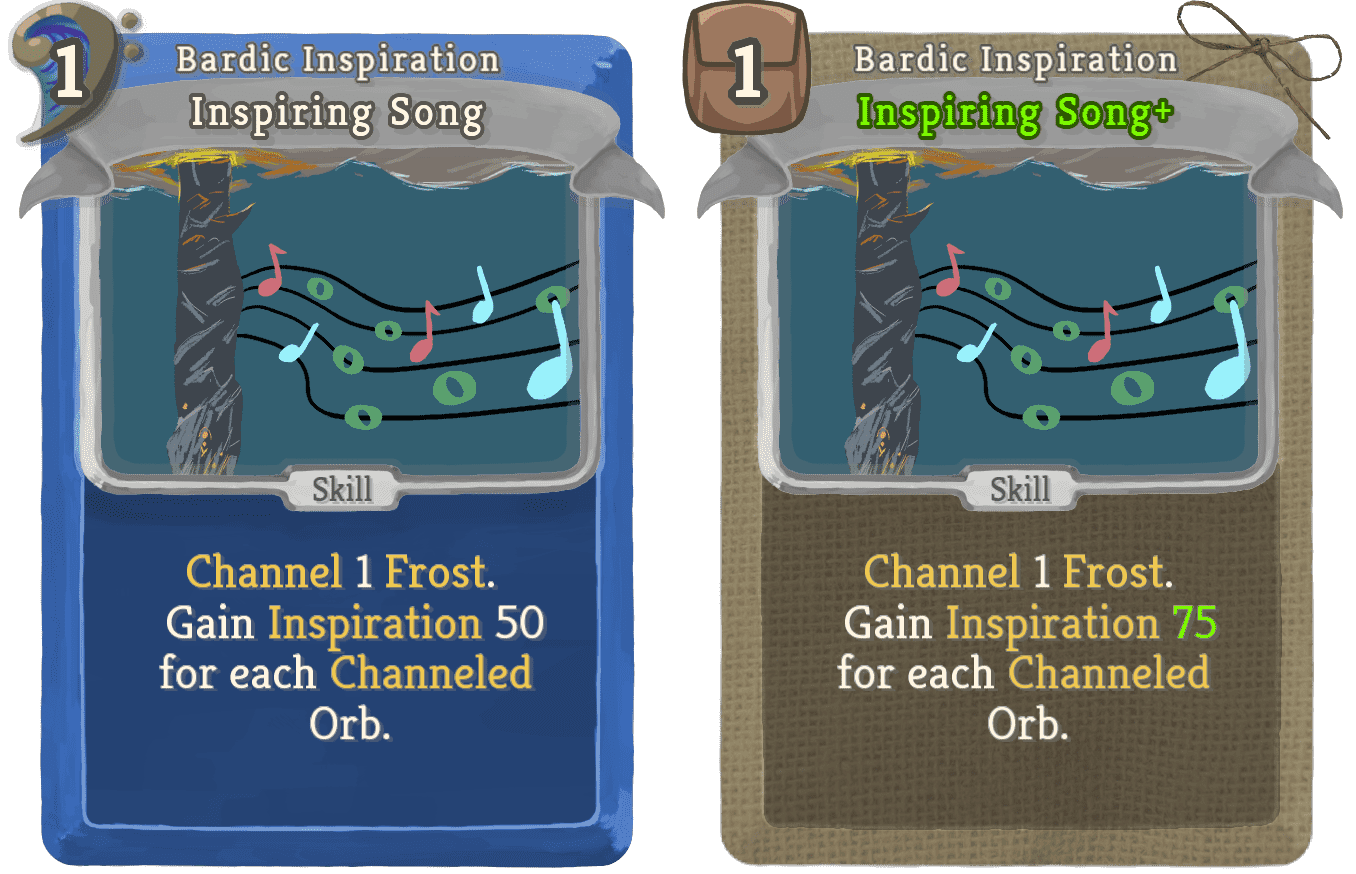 1
Bardic Inspiration
Inspiring Song
Skill
Channel 1 Frost.
Gain Inspiration 50
for each Channeled
Orb.
1
Bardic Inspiration
Inspiring Song+
Skill
Channel 1 Frost.
Gain Inspiration 75
for each Channeled
Orb.